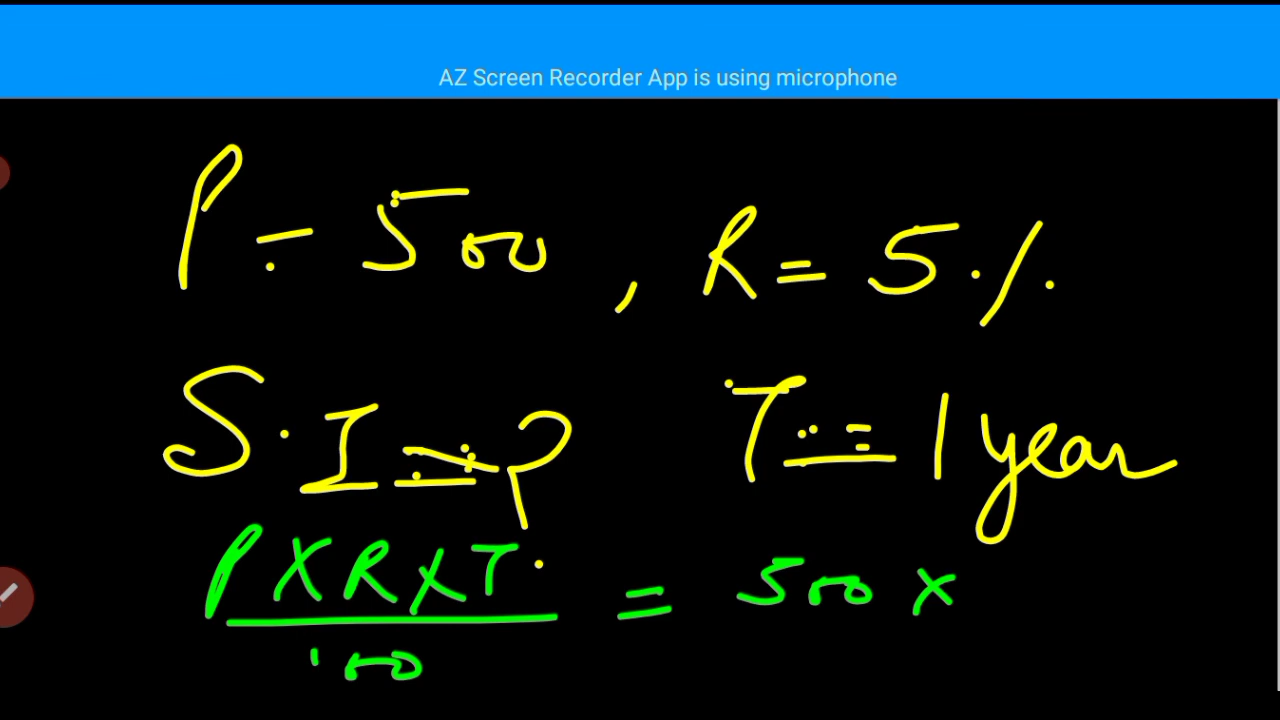 AZ Screen Recorder App is using microphone
P = 500, R = 5%
S.I = ? T = 1 year
P X R X T = 500 X
100